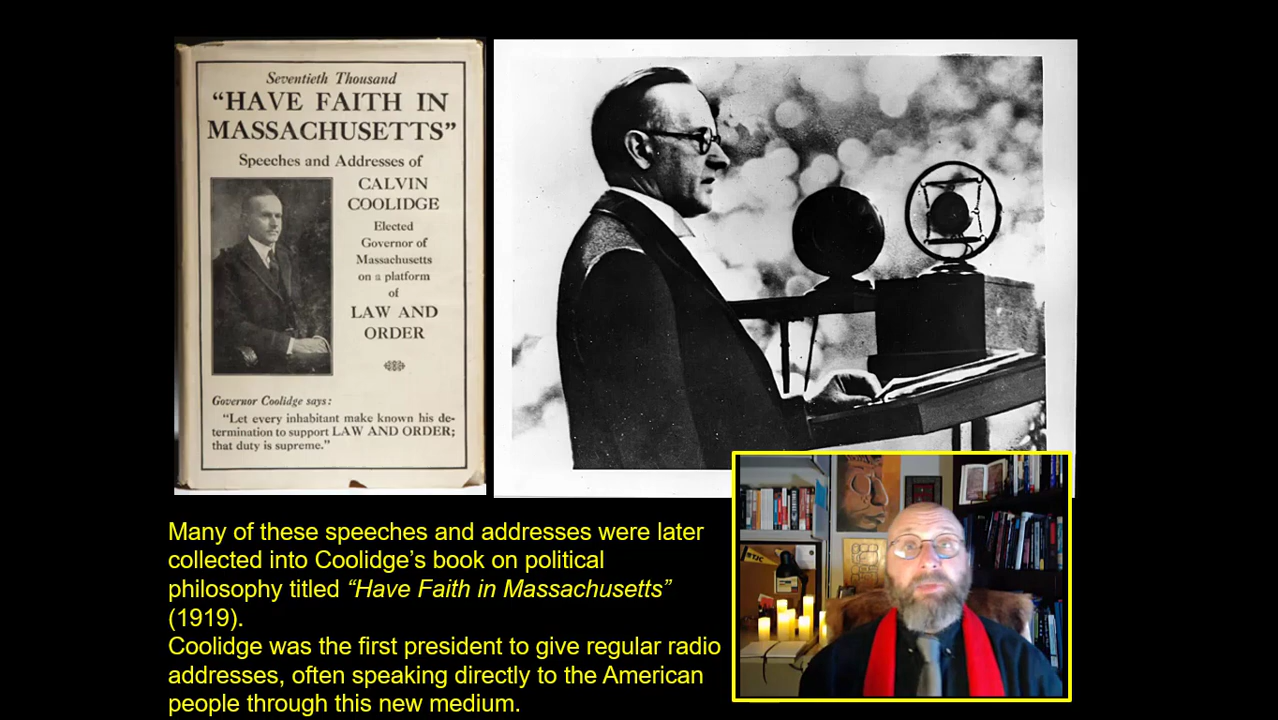 Seventieth Thousand
“HAVE FAITH IN
MASSACHUSETTS”
Speeches and Addresses of
CALVIN
COOLIDGE
Elected
Governor of
Massachusetts
on a platform
of
LAW AND
ORDER
Governor Coolidge says:
“Let every inhabitant make known his de-
termination to support LAW AND ORDER;
that duty is supreme.”
Many of these speeches and addresses were later
collected into Coolidge’s book on political
philosophy titled “Have Faith in Massachusetts”
(1919).
Coolidge was the first president to give regular radio
addresses, often speaking directly to the American
people through this new medium.